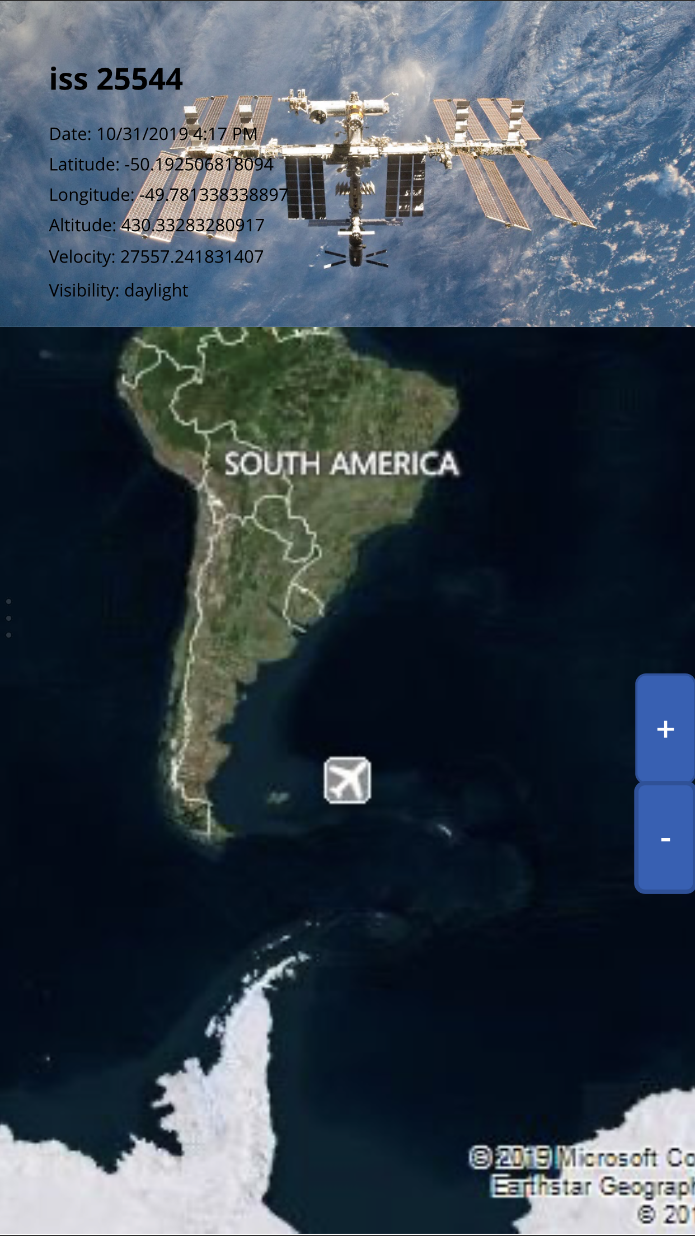 iss 25544
Date: 10/31/2019 4:17 PM
Latitude: -50.192506818094
Longitude: -49.781338338897
Altitude: 430.33283280917
Velocity: 27557.241831407
Visibility: daylight
SOUTH AMERICA
+
-
© 2019 Microsoft Co
Earthstar Geograph
© 201